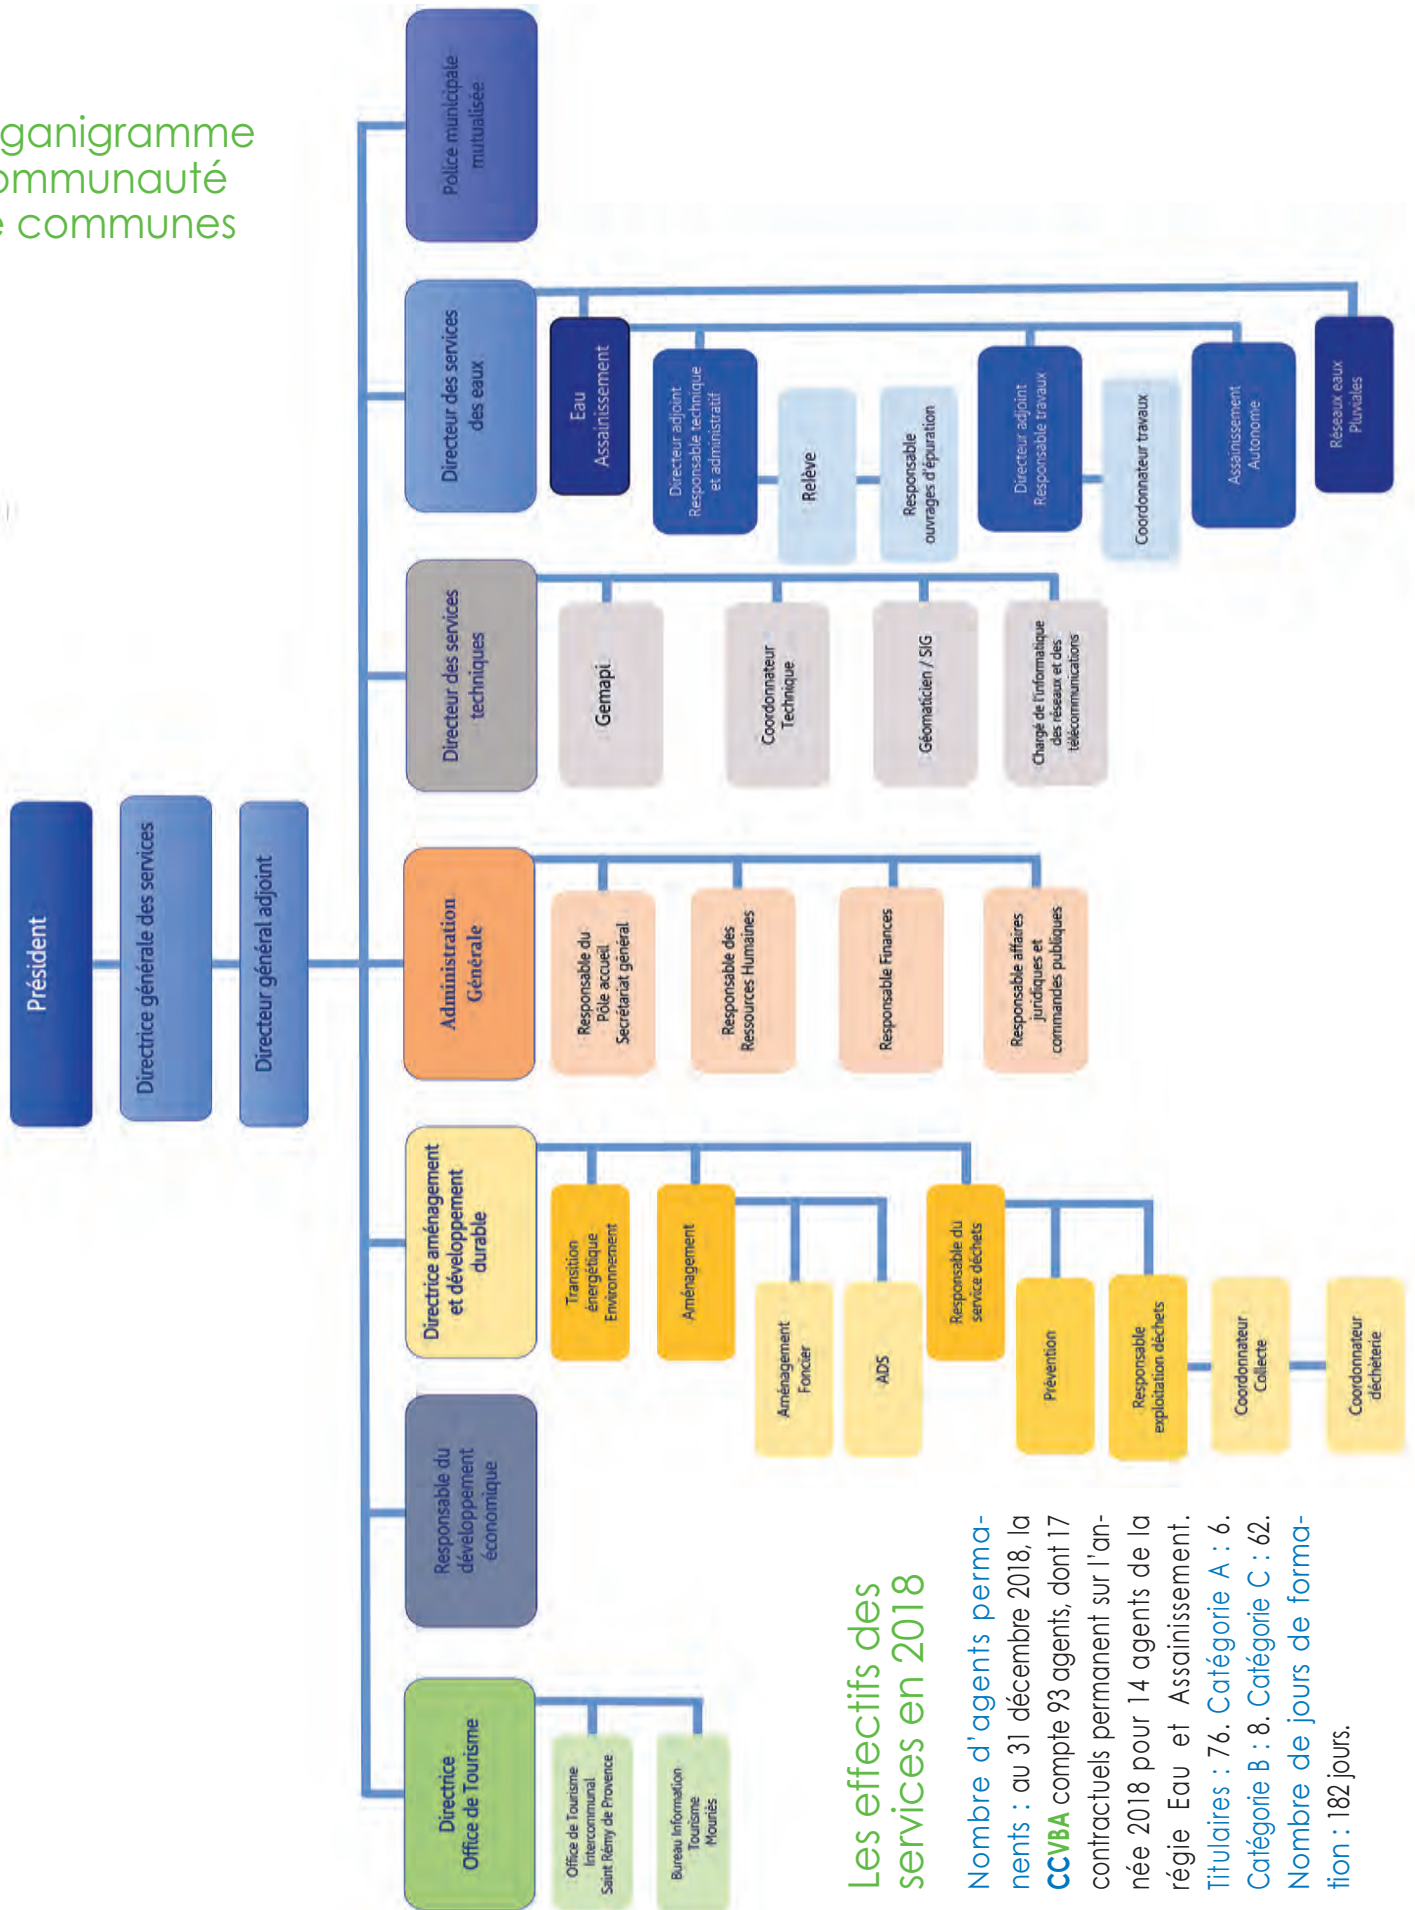 ganigramme
ommunauté
communes
Président
Directrice générale des services
Directeur général adjoint
Directrice
Office de Tourisme
Office de Tourisme
Intercommunal
Saint Rémy de Provence
Bureau Information
Tourisme
Mouriès
Responsable du
développement
économique
Directrice aménagement
et développement
durable
Transition
énergétique
Environnement
Aménagement
Aménagement
Foncier
ADS
Responsable du
service déchets
Prévention
Responsable
exploitation déchets
Coordonnateur
Collecte
Coordonnateur
déchèterie
Administration
Générale
Responsable du
Pôle accueil
Secrétariat général
Responsable des
Ressources Humaines
Responsable Finances
Responsable affaires
juridiques et
commandes publiques
Directeur des services
techniques
Gemapi
Coordonnateur
Technique
Géomaticien / SIG
Chargé de l'informatique
des réseaux et des
télécommunications
Directeur des services
des eaux
Eau
Assainissement
Directeur adjoint
Responsable technique
et administratif
Relève
Responsable
ouvrages d'épuration
Directeur adjoint
Responsable travaux
Coordonnateur travaux
Assainissement
Autonome
Réseaux eaux
Pluviales
Police municipale
mutualisée
Les effectifs des
services en 2018
Nombre d'agents perma-
nents : au 31 décembre 2018, la
CCVBA compte 93 agents, dont 17
contractuels permanent sur l'an-
née 2018 pour 14 agents de la
régie Eau et Assainissement.
Titulaires : 76. Catégorie A : 6.
Catégorie B : 8. Catégorie C : 62.
Nombre de jours de forma-
tion : 182 jours.